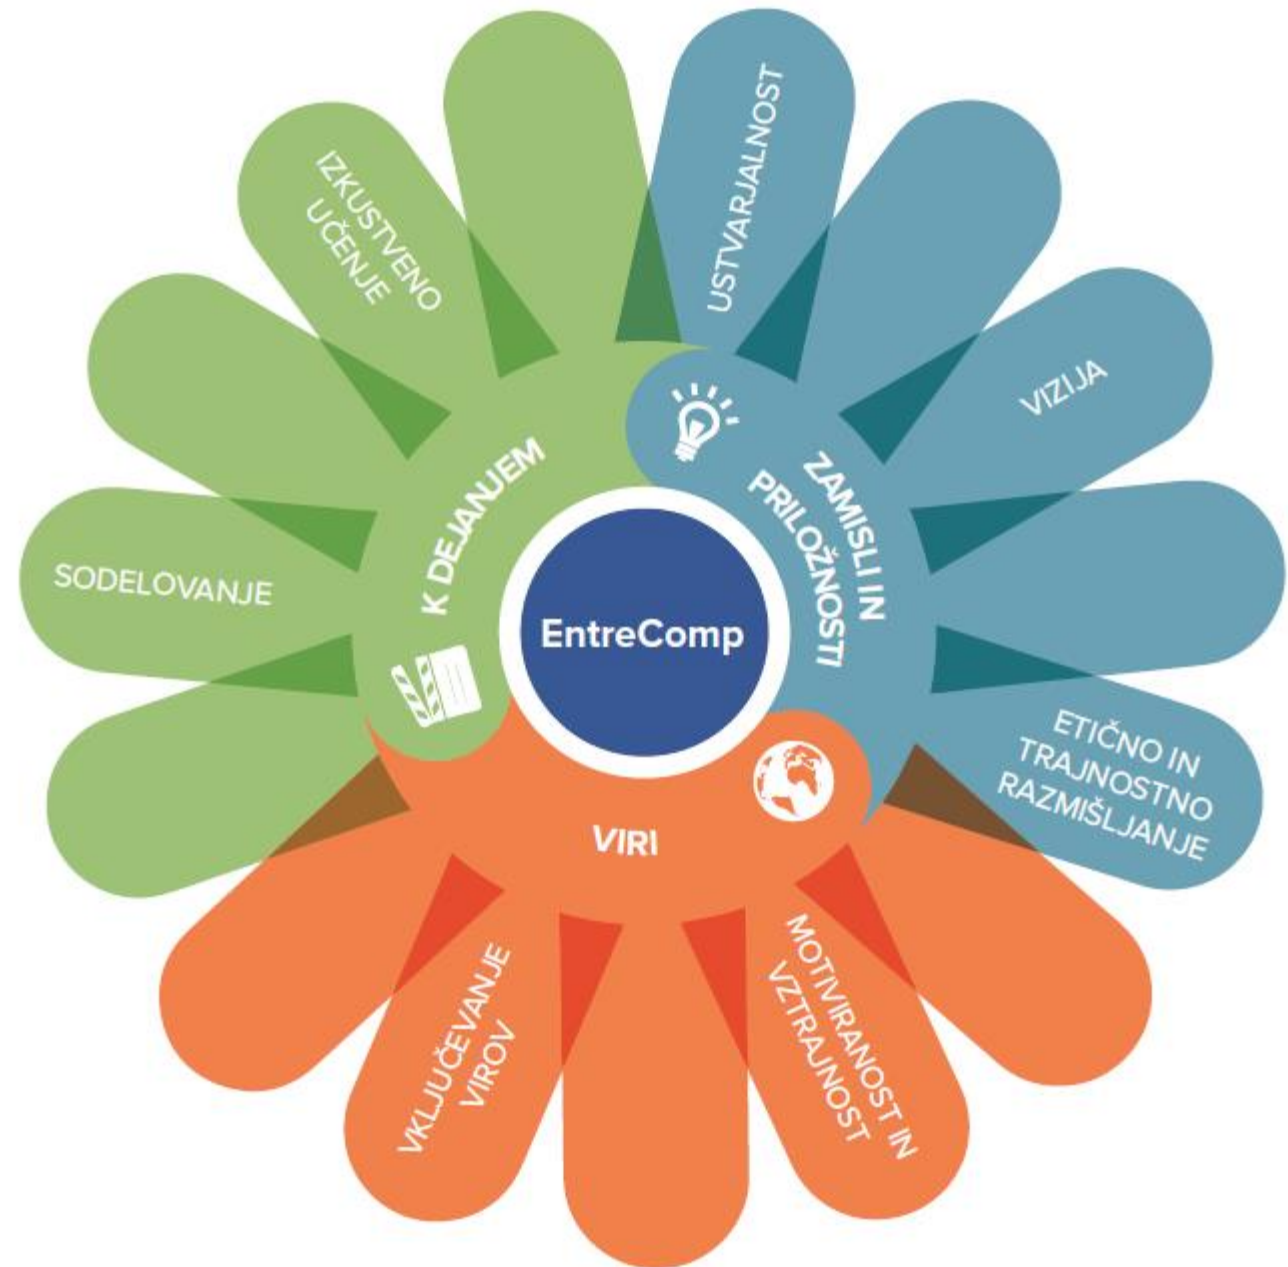 USTVARJALNOST
VIZIJA
ETIČNO IN
TRAJNOSTNO
RAZMIŠLJANJE
MOTIVIRANOST IN
VZTRAJNOST
VKLJUČEVANJE
VIROV
SODELOVANJE
IZKUSTVENO
UČENJE
K DEJANJEM
ZAMISLI IN
PRILOŽNOSTI
VIRI
EntreComp